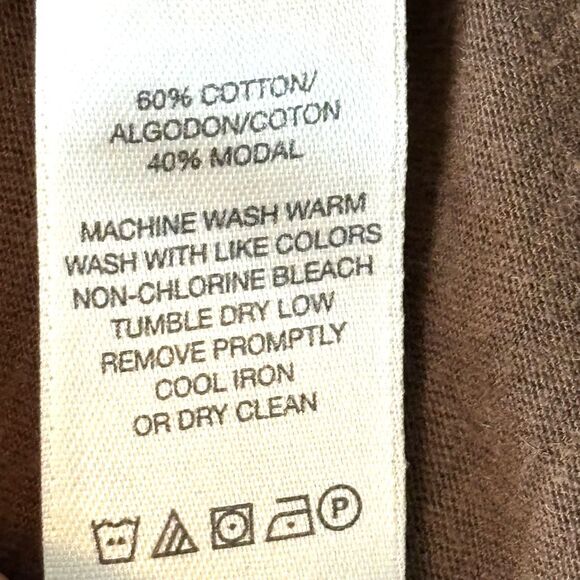 60% COTTON/
ALGODON/COTON
40% MODAL
MACHINE WASH WARM
WASH WITH LIKE COLORS
NON-CHLORINE BLEACH
TUMBLE DRY LOW
REMOVE PROMPTLY
COOL IRON
OR DRY CLEAN
P